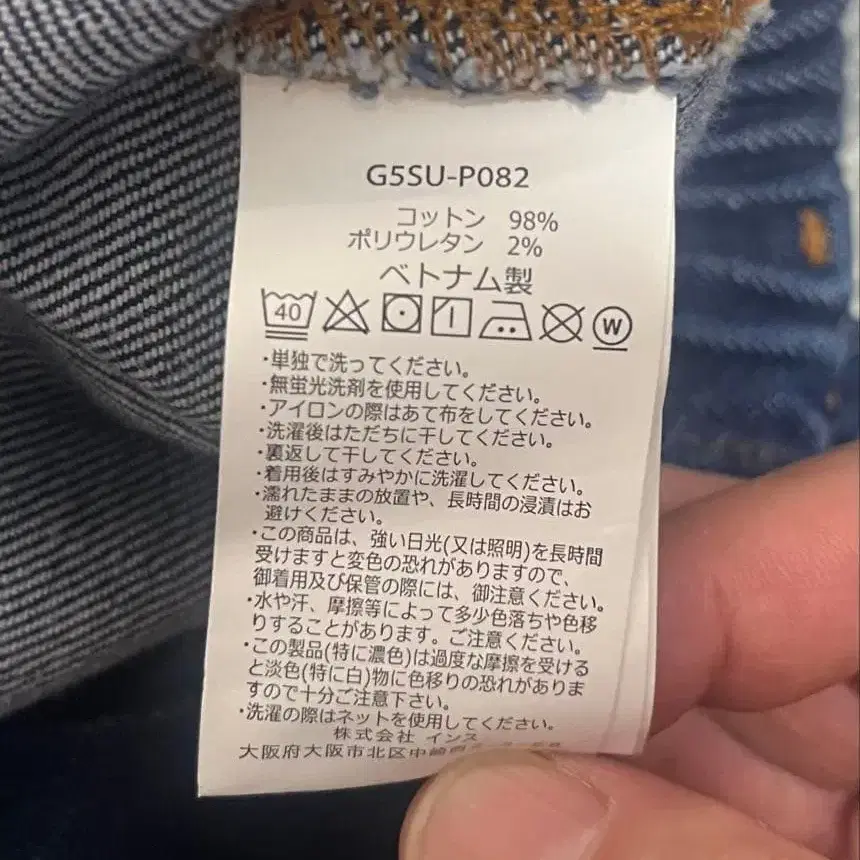 G5SU-P082
コットン 98%
ポリウレタン 2%
ベトナム製
40 W
・単独で洗ってください。
・無蛍光洗剤を使用してください。
・アイロンの際はあて布をしてください。
・洗濯後はただちに干してください。
・裏返して干してください。
・着用後はすみやかに洗濯してください。
・濡れたままの放置や、長時間の浸漬はお
避けください。
・この商品は、強い日光(又は照明)を長時間
受けますと変色の恐れがありますので、
御着用及び保管の際には、御注意ください。
・水や汗、摩擦等によって多少色落ちや色移
りすることがあります。ご注意ください。
・この製品(特に濃色)は過度な摩擦を受ける
と淡色(特に白)物に色移りの恐れがありま
すので十分ご注意下さい。
・洗濯の際はネットを使用してください。
株式会社 インス
大阪府大阪市北区中崎西